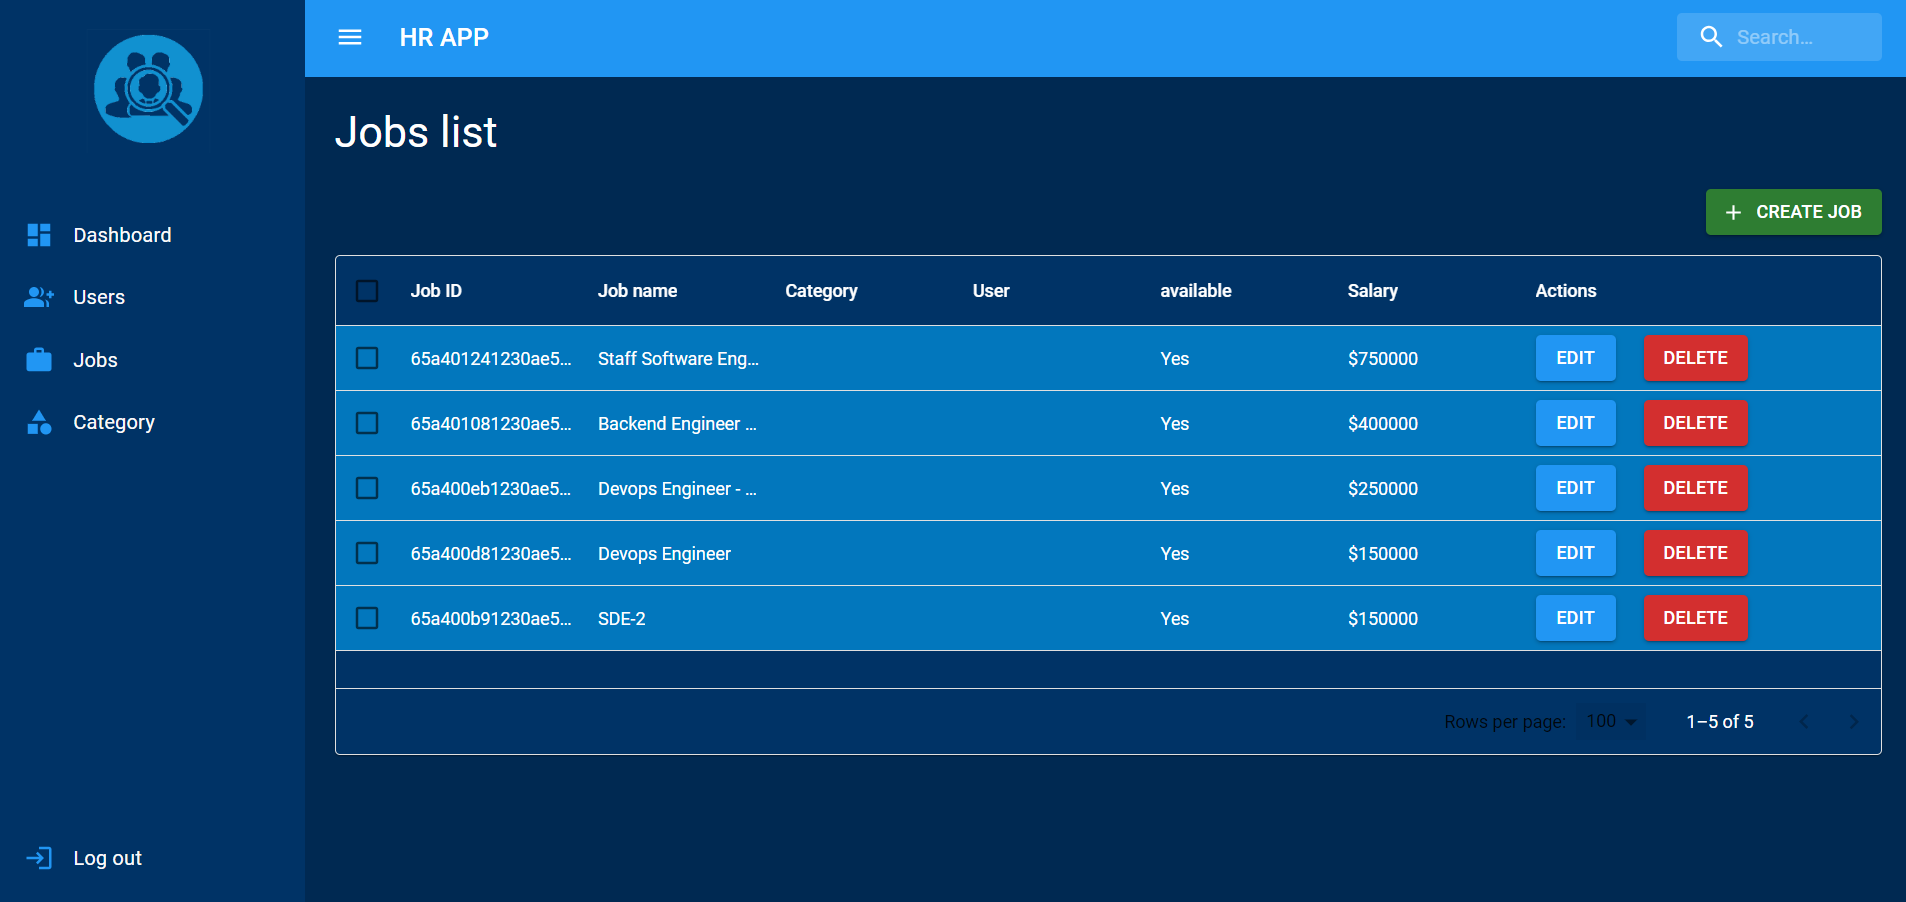 HR APP
Search...
Dashboard
Users
Jobs
Category
Log out
Jobs list
+ CREATE JOB
Job ID Job name Category User available Salary Actions
65a401241230ae5... Staff Software Eng... Yes $750000 EDIT DELETE
65a401081230ae5... Backend Engineer ... Yes $400000 EDIT DELETE
65a400eb1230ae5... Devops Engineer - ... Yes $250000 EDIT DELETE
65a400d81230ae5... Devops Engineer Yes $150000 EDIT DELETE
65a400b91230ae5... SDE-2 Yes $150000 EDIT DELETE
Rows per page: 100 1–5 of 5